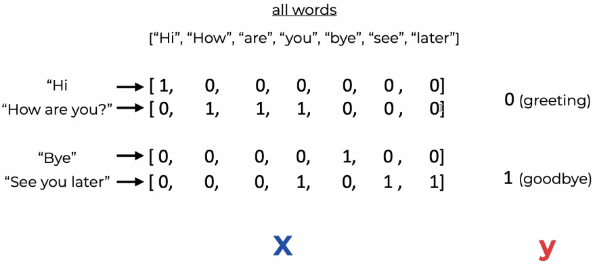 all words
["Hi", "How", "are", "you", "bye", "see", "later"]
"Hi [ 1, 0, 0, 0, 0, 0, 0]
"How are you?" [ 0, 1, 1, 1, 0, 0, 0] 0 (greeting)
"Bye" [ 0, 0, 0, 0, 1, 0, 0]
"See you later" [ 0, 0, 0, 1, 0, 1, 1] 1 (goodbye)
X y